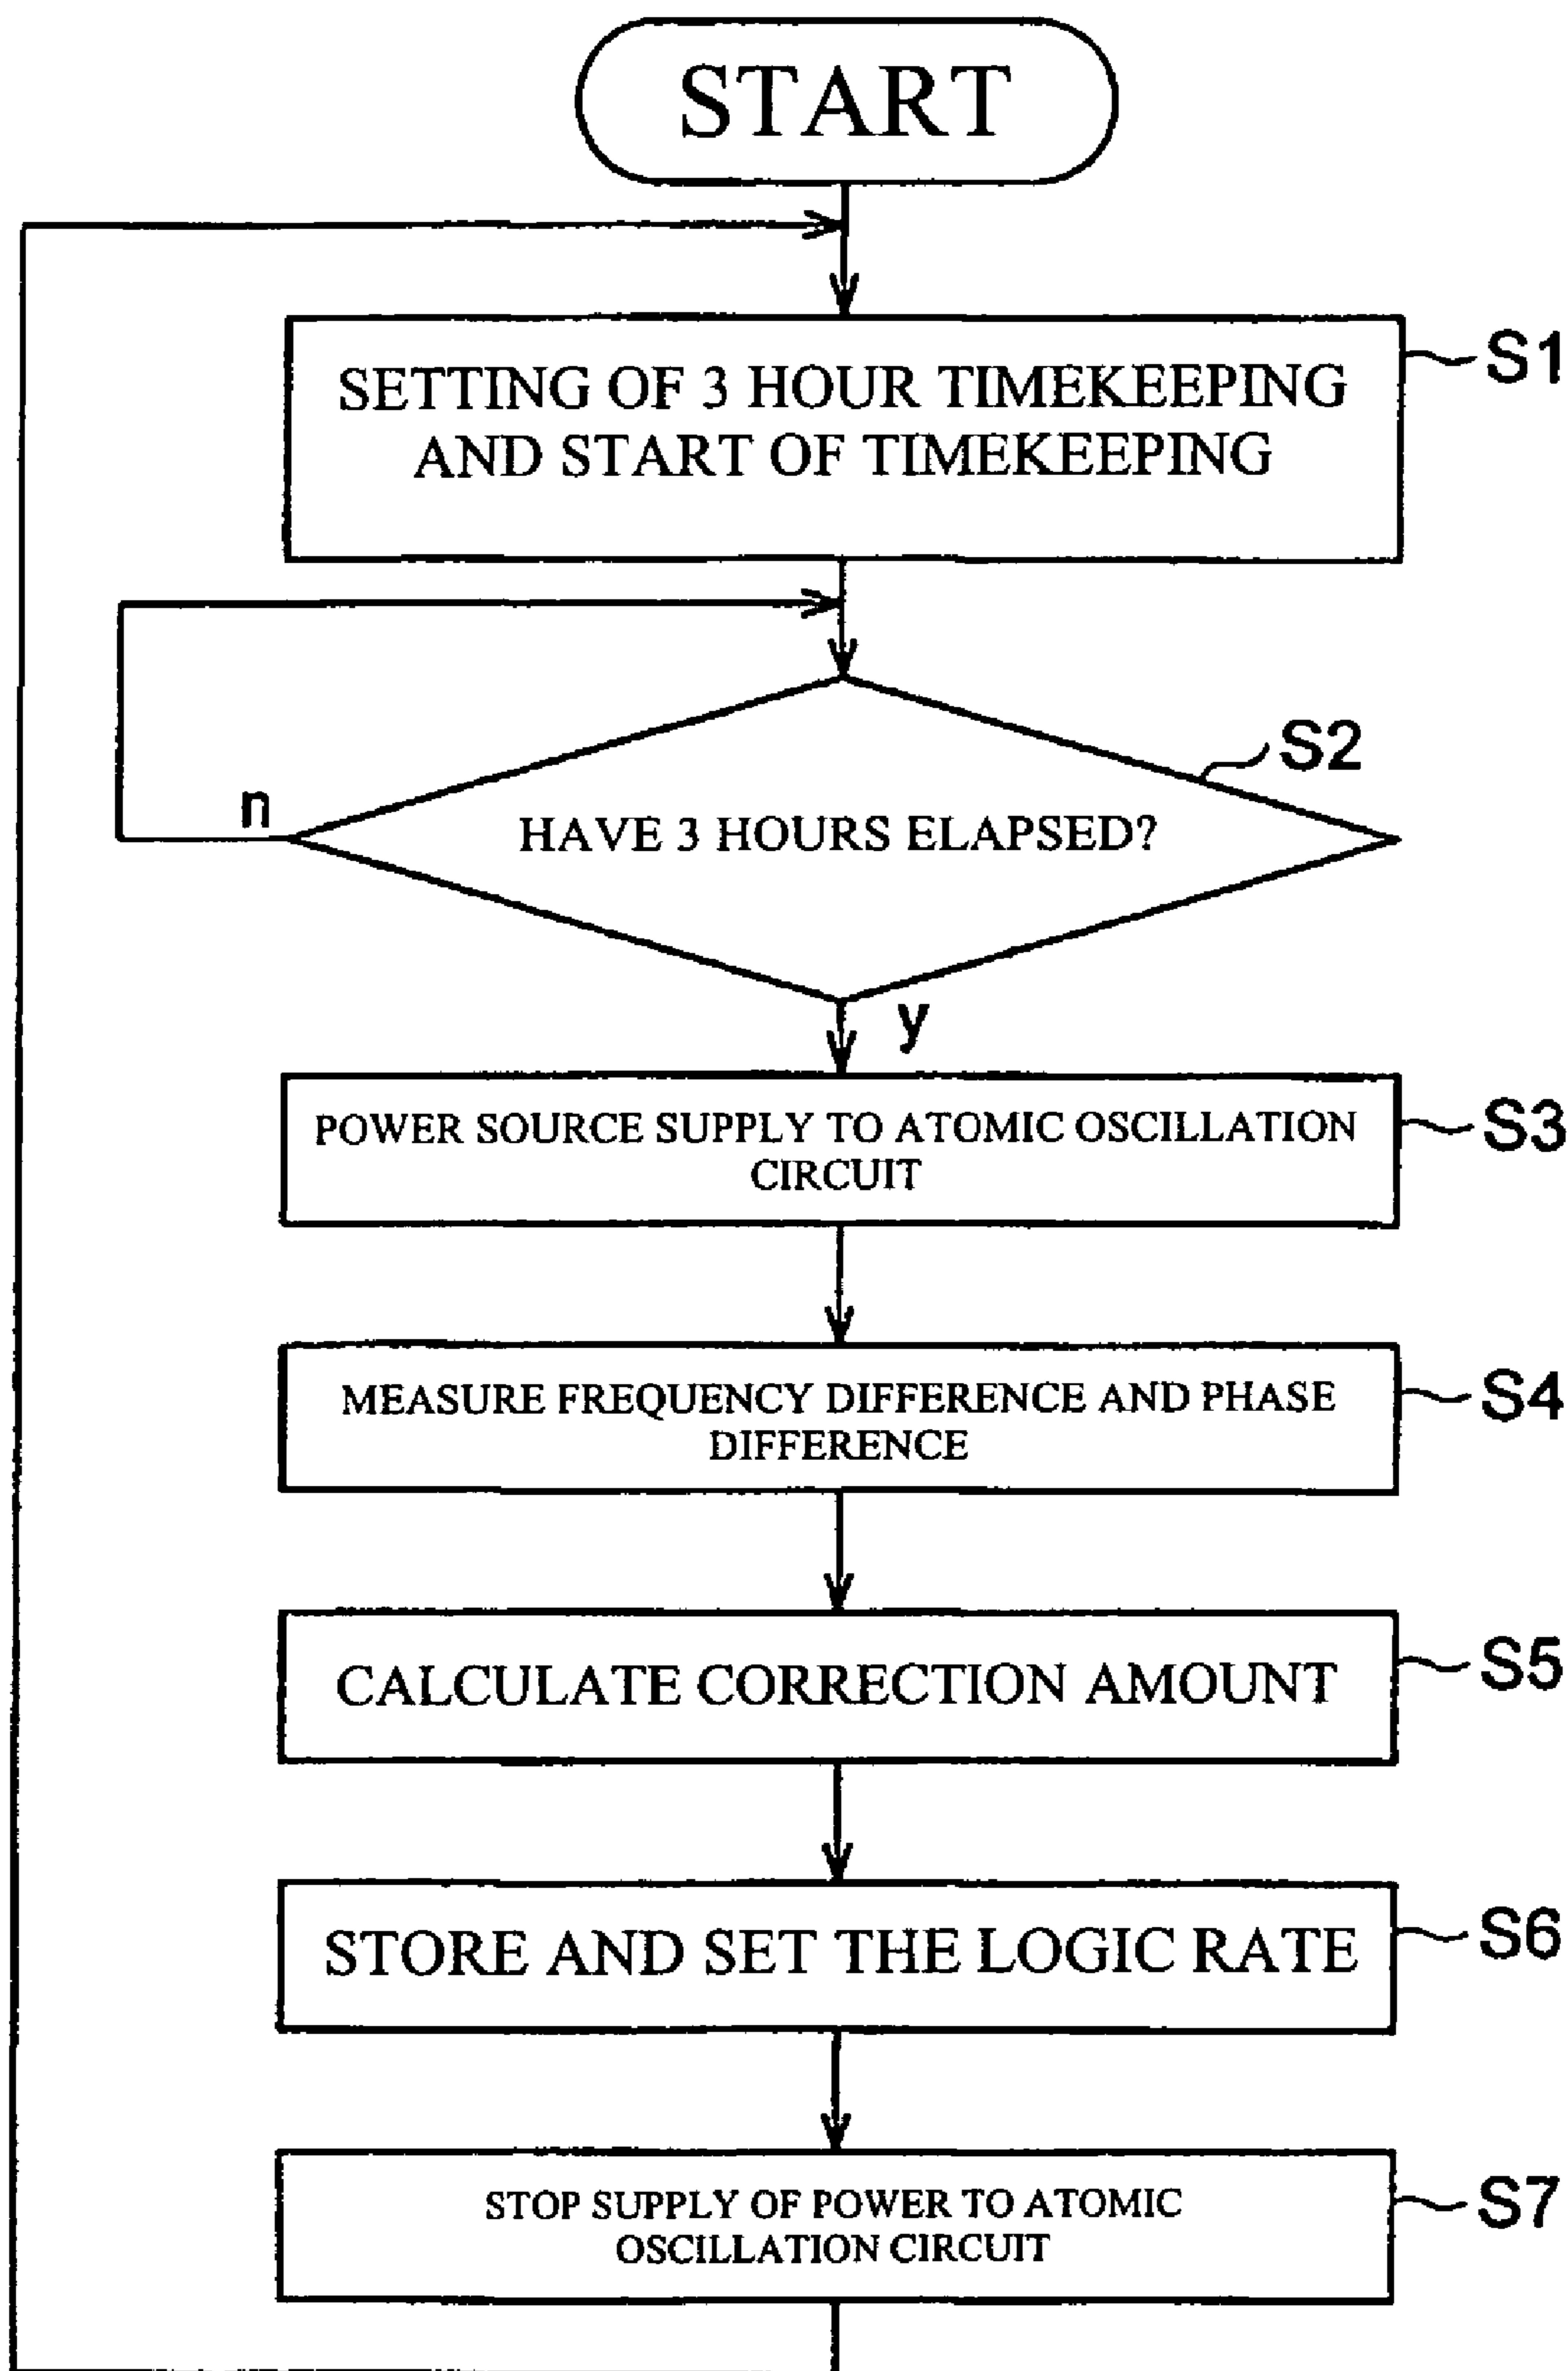 START
SETTING OF 3 HOUR TIMEKEEPING
AND START OF TIMEKEEPING
S1
S2
n
HAVE 3 HOURS ELAPSED?
y
POWER SOURCE SUPPLY TO ATOMIC OSCILLATION
CIRCUIT
S3
MEASURE FREQUENCY DIFFERENCE AND PHASE
DIFFERENCE
S4
CALCULATE CORRECTION AMOUNT
S5
STORE AND SET THE LOGIC RATE
S6
STOP SUPPLY OF POWER TO ATOMIC
OSCILLATION CIRCUIT
S7